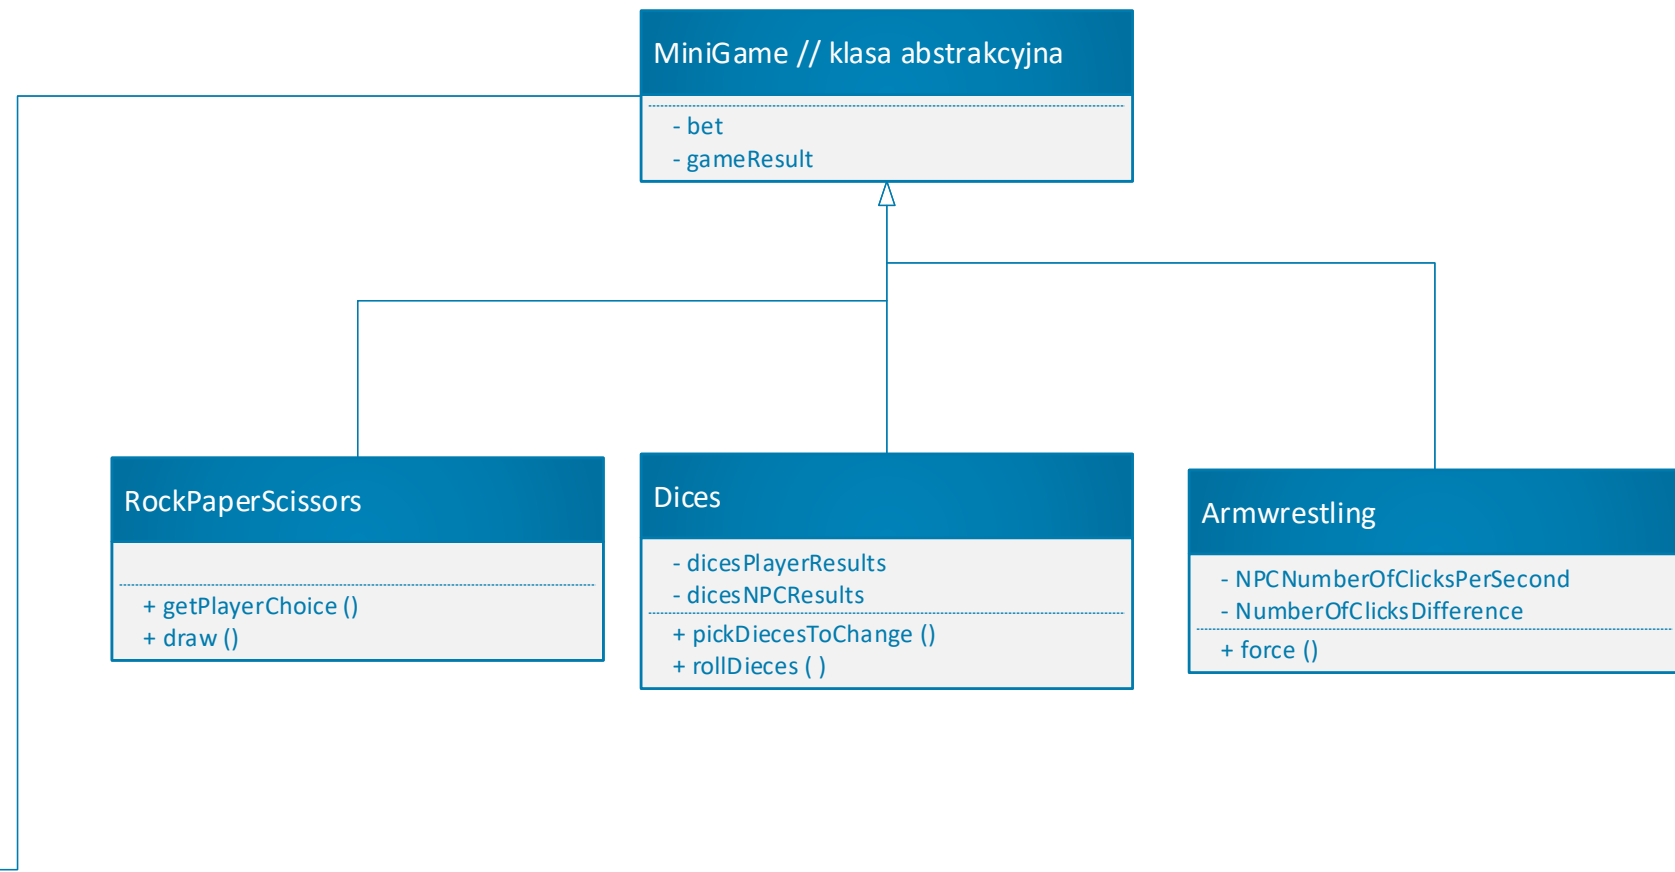 MiniGame // klasa abstrakcyjna
- bet
- gameResult
RockPaperScissors
+ getPlayerChoice ()
+ draw ()
Dices
- dicesPlayerResults
- dicesNPCResults
+ pickDiecesToChange ()
+ rollDieces ( )
Armwrestling
- NPCNumberOfClicksPerSecond
- NumberOfClicksDifference
+ force ()